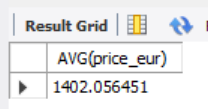 Result Grid
AVG(price_eur)
1402.056451